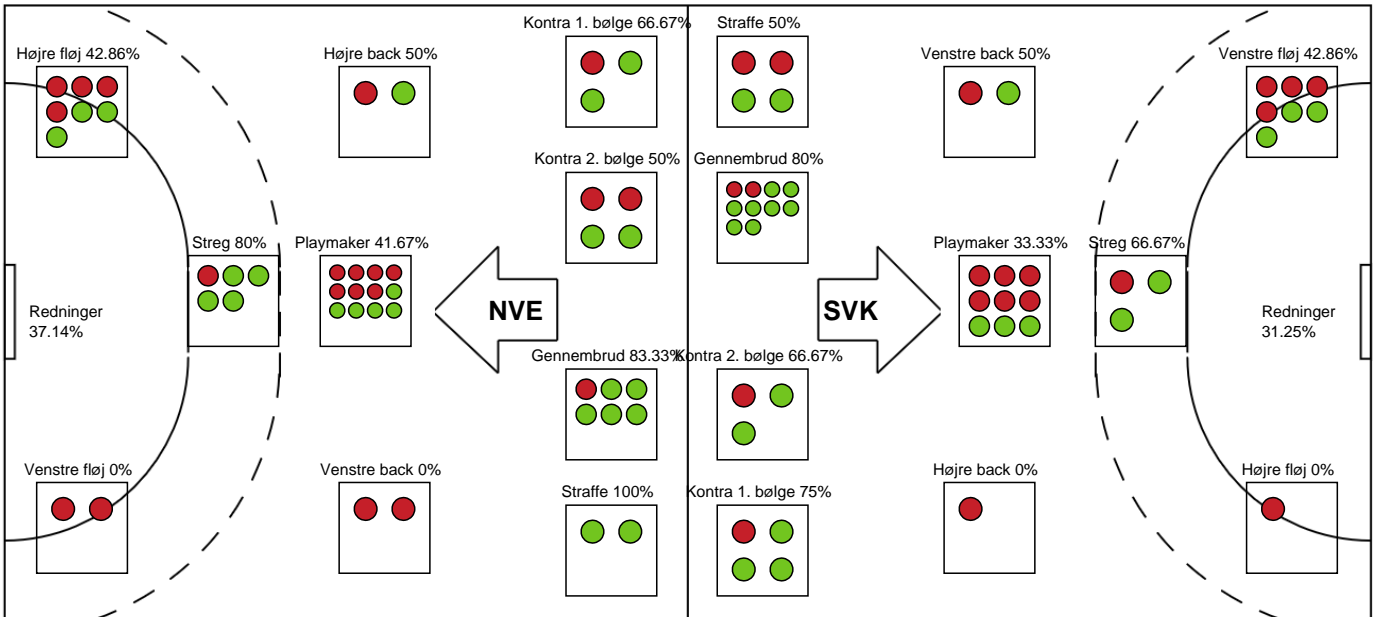 Kontra 1. bølge 66.67%
Straffe 50%
Højre fløj 42.86%
Højre back 50%
Venstre back 50%
Venstre fløj 42.86%
Kontra 2. bølge 50%
Gennembrud 80%
Streg 80%
Playmaker 41.67%
Playmaker 33.33%
Streg 66.67%
Redninger
37.14%
NVE
SVK
Redninger
31.25%
Gennembrud 83.33%
Kontra 2. bølge 66.67%
Venstre fløj 0%
Venstre back 0%
Højre back 0%
Højre fløj 0%
Straffe 100%
Kontra 1. bølge 75%